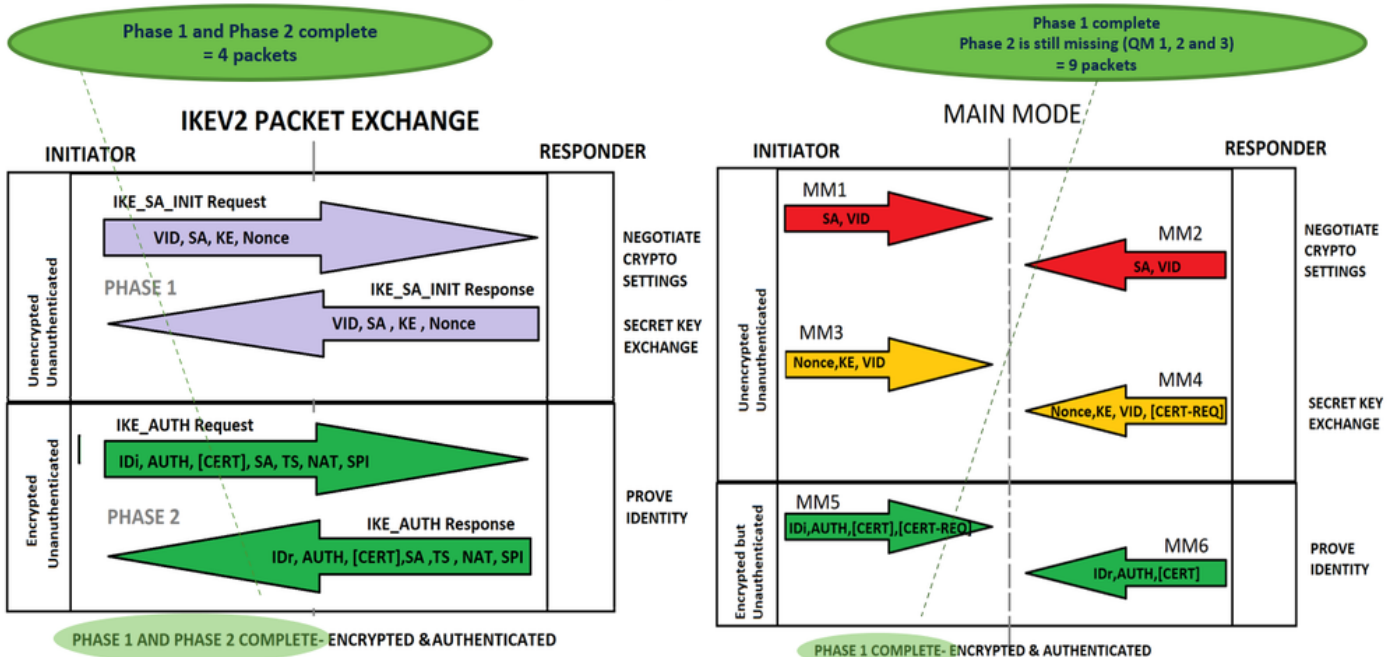 Phase 1 and Phase 2 complete
= 4 packets
IKEV2 PACKET EXCHANGE
INITIATOR
RESPONDER
Unencrypted
Unanuthenticated
IKE_SA_INIT Request
VID, SA, KE, Nonce
PHASE 1
IKE_SA_INIT Response
VID, SA , KE , Nonce
NEGOTIATE
CRYPTO
SETTINGS
SECRET KEY
EXCHANGE
Encrypted
Unanuthenticated
IKE_AUTH Request
IDi, AUTH, [CERT], SA, TS, NAT, SPI
PHASE 2
IKE_AUTH Response
IDr, AUTH, [CERT],SA ,TS , NAT, SPI
PROVE
IDENTITY
PHASE 1 AND PHASE 2 COMPLETE- ENCRYPTED & AUTHENTICATED
Phase 1 complete
Phase 2 is still missing (QM 1, 2 and 3)
= 9 packets
MAIN MODE
INITIATOR
RESPONDER
Unencrypted
Unanuthenticated
MM1
SA, VID
MM2
SA, VID
NEGOTIATE
CRYPTO
SETTINGS
MM3
Nonce,KE, VID
MM4
Nonce,KE, VID, [CERT-REQ]
SECRET KEY
EXCHANGE
Encrypted but
Unauthenticated
MM5
IDi,AUTH,[CERT],[CERT-REQ]
MM6
IDr,AUTH,[CERT]
PROVE
IDENTITY
PHASE 1 COMPLETE- ENCRYPTED & AUTHENTICATED